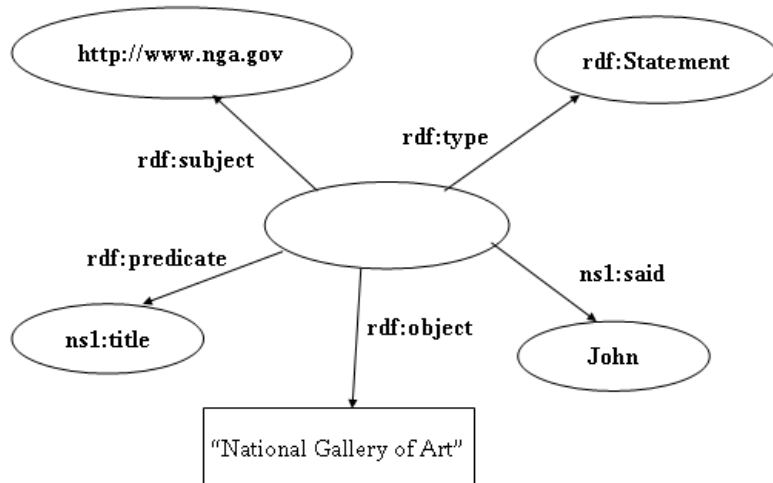 http://www.nga.gov
rdf:Statement
rdf:subject
rdf:type
rdf:predicate
ns1:said
ns1:title
rdf:object
John
“National Gallery of Art”